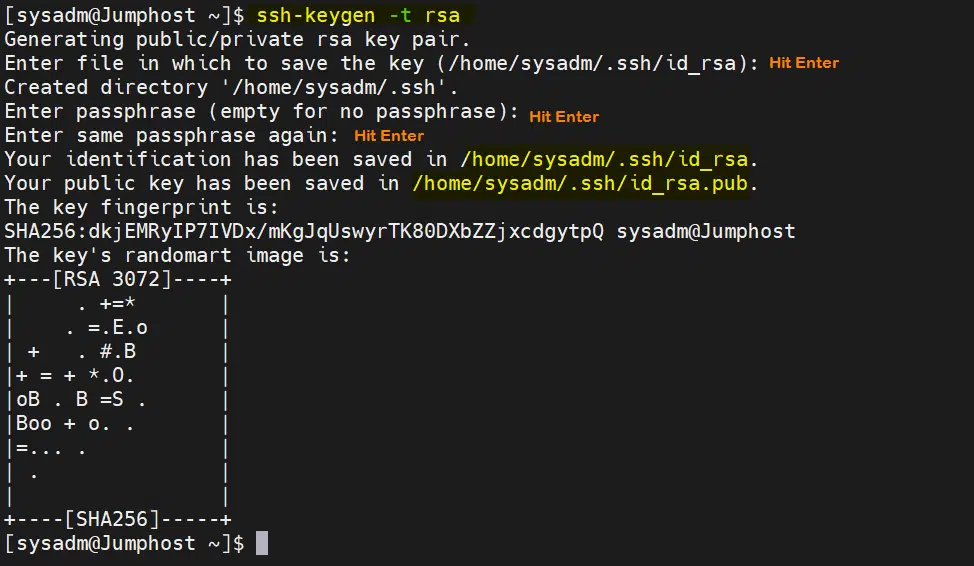 [sysadm@Jumphost ~]$ ssh-keygen -t rsa
Generating public/private rsa key pair.
Enter file in which to save the key (/home/sysadm/.ssh/id_rsa): Hit Enter
Created directory '/home/sysadm/.ssh'.
Enter passphrase (empty for no passphrase): Hit Enter
Enter same passphrase again: Hit Enter
Your identification has been saved in /home/sysadm/.ssh/id_rsa.
Your public key has been saved in /home/sysadm/.ssh/id_rsa.pub.
The key fingerprint is:
SHA256:dkjEMRyIP7IVDx/mKgJqUswyrTK80DXbZZjxcdgytpQ sysadm@Jumphost
The key's randomart image is:
+---[RSA 3072]----+
|     . +=*       |
|    . =.E.o      |
| +   . #.B       |
|+ = + *.O.       |
|oB . B =S .      |
|Boo + o. .       |
|=... .           |
| .               |
|                 |
+----[SHA256]-----+
[sysadm@Jumphost ~]$